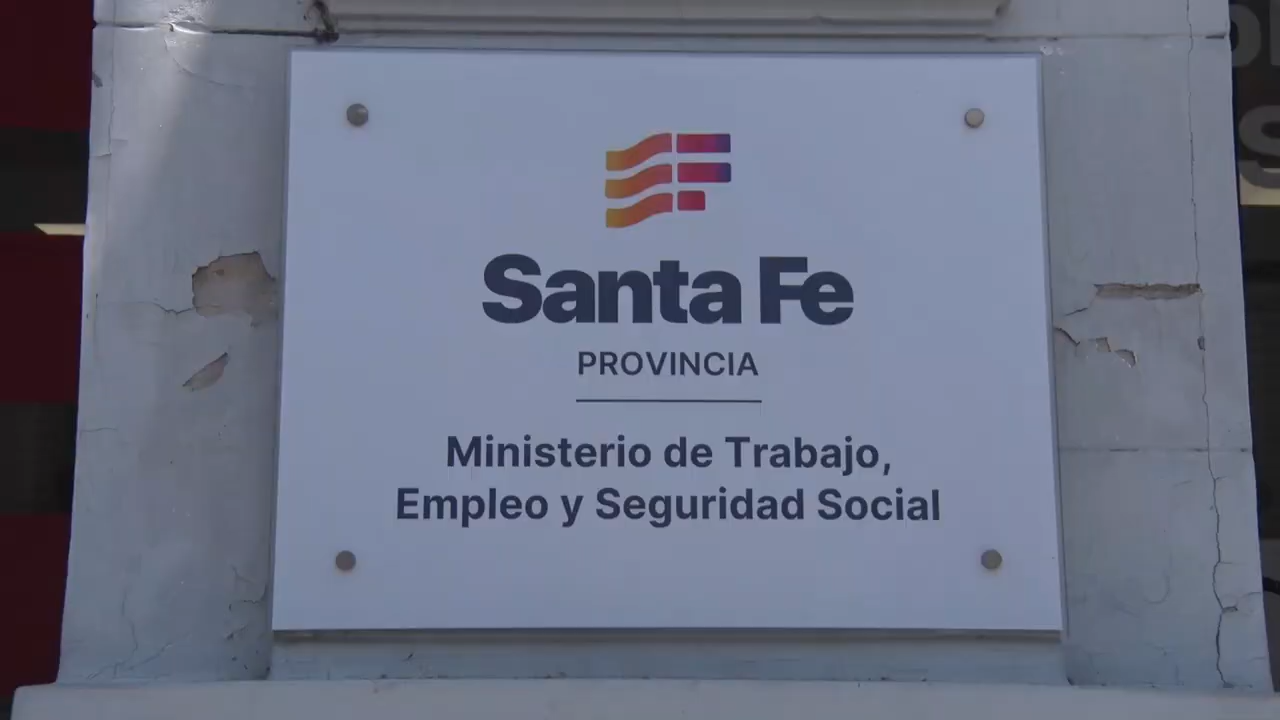 Santa Fe
PROVINCIA
Ministerio de Trabajo,
Empleo y Seguridad Social